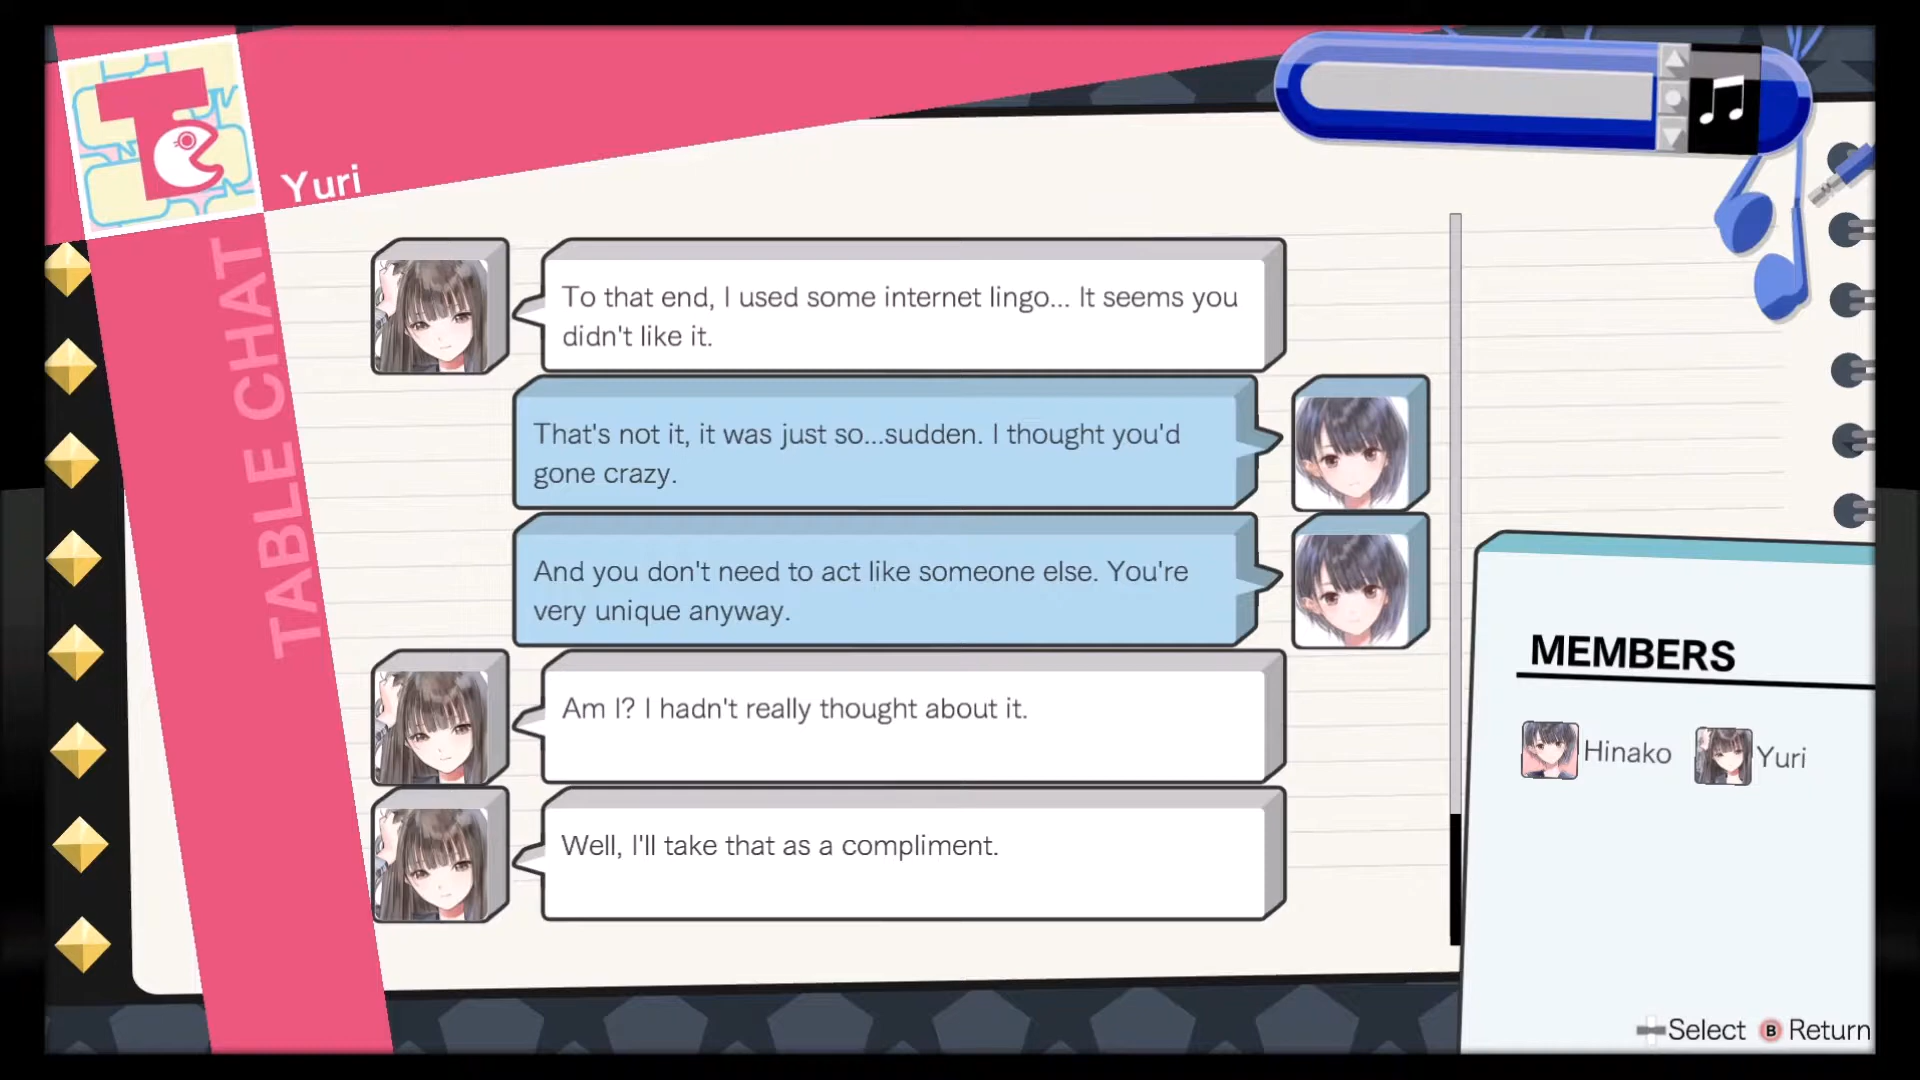 Yuri
TABLE CHAT
To that end, I used some internet lingo... It seems you
didn't like it.
That's not it, it was just so...sudden. I thought you'd
gone crazy.
And you don't need to act like someone else. You're
very unique anyway.
Am I? I hadn't really thought about it.
Well, I'll take that as a compliment.
MEMBERS
Hinako Yuri
Select B Return